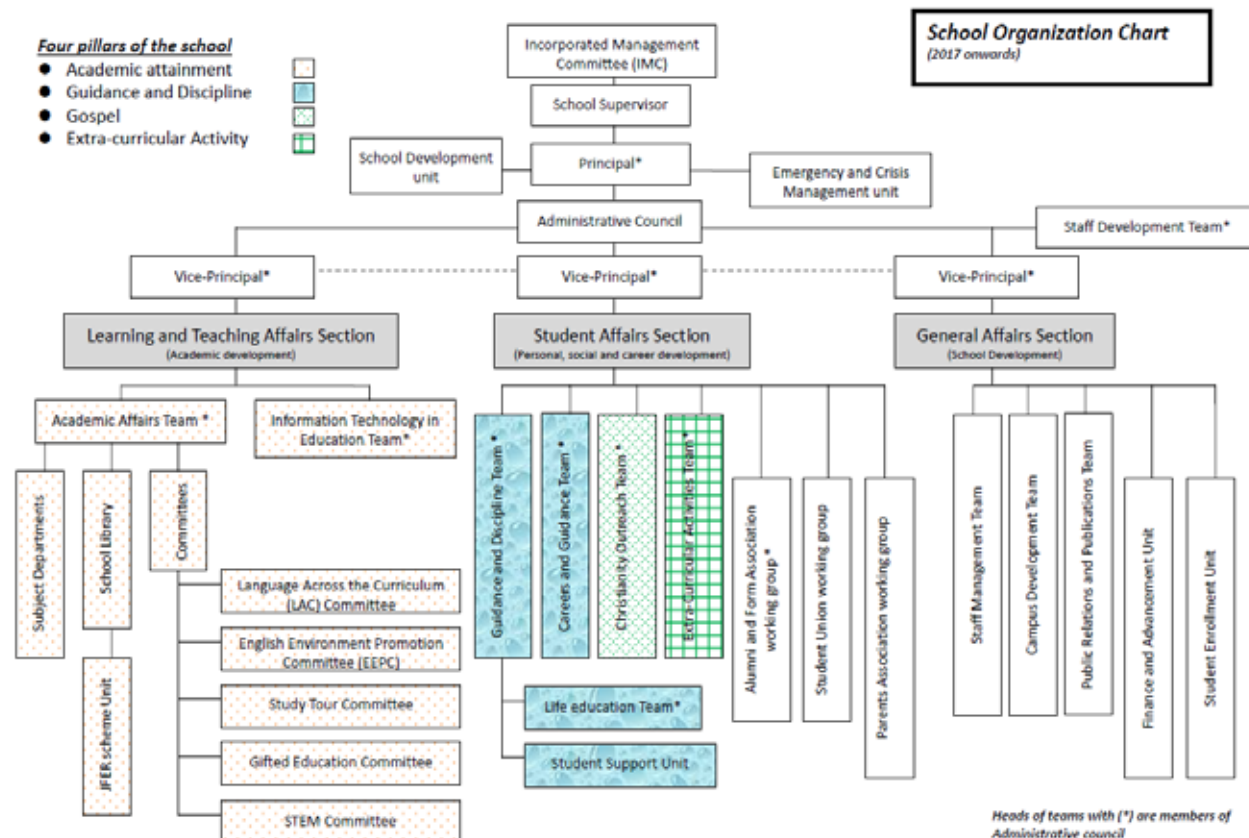 School Organization Chart
(2017 onwards)
Four pillars of the school
● Academic attainment
● Guidance and Discipline
● Gospel
● Extra-curricular Activity
Incorporated Management
Committee (IMC)
School Supervisor
School Development
unit
Principal*
Emergency and Crisis
Management unit
Administrative Council
Staff Development Team*
Vice-Principal*
Vice-Principal*
Vice-Principal*
Learning and Teaching Affairs Section
(Academic development)
Student Affairs Section
(Personal, social and career development)
General Affairs Section
(School Development)
Academic Affairs Team *
Information Technology in
Education Team*
Subject Departments
School Library
Committees
JFER scheme Unit
Language Across the Curriculum
(LAC) Committee
English Environment Promotion
Committee (EEPC)
Study Tour Committee
Gifted Education Committee
STEM Committee
Guidance and Discipline Team *
Careers and Guidance Team *
Christianity Outreach Team *
Extra-Curricular Activities Team *
Alumni and Form Association
working group *
Student Union working group
Parents Association working group
Life education Team*
Student Support Unit
Staff Management Team
Campus Development Team
Public Relations and Publications Team
Finance and Advancement Unit
Student Enrollment Unit
Heads of teams with (*) are members of
Administrative council